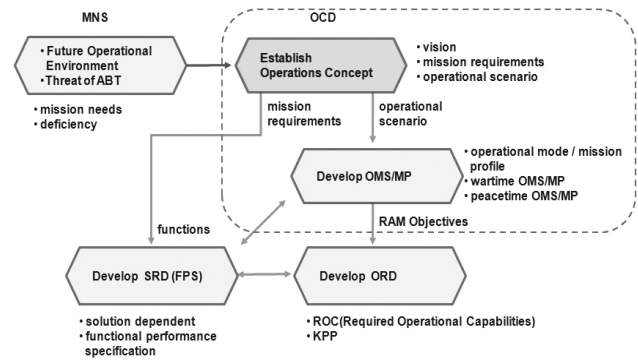 MNS
OCD
• Future Operational
Environment
• Threat of ABT
• mission needs
• deficiency
Establish
Operations Concept
• vision
• mission requirements
• operational scenario
mission
requirements
operational
scenario
Develop OMS/MP
• operational mode / mission
profile
• wartime OMS/MP
• peacetime OMS/MP
functions
RAM Objectives
Develop SRD (FPS)
Develop ORD
• solution dependent
• functional performance
specification
• ROC(Required Operational Capabilities)
• KPP